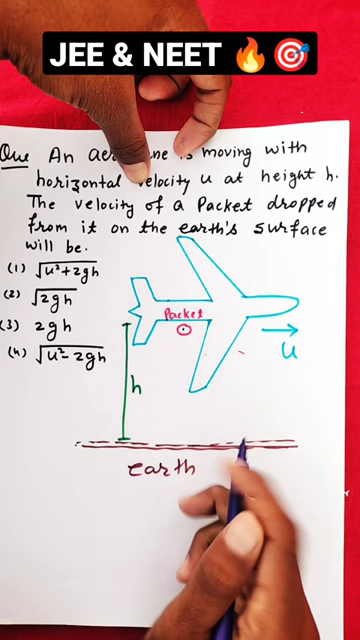 JEE & NEET 🔥🎯
Que An is moving with
horizontal velocity u at height h.
The velocity of a Packet dropped
from it on the earth's surface
will be.
(1) √u²+2gh
(2) √2gh
(3) 2gh
(4) √u²-2gh
Packet
u
h
earth